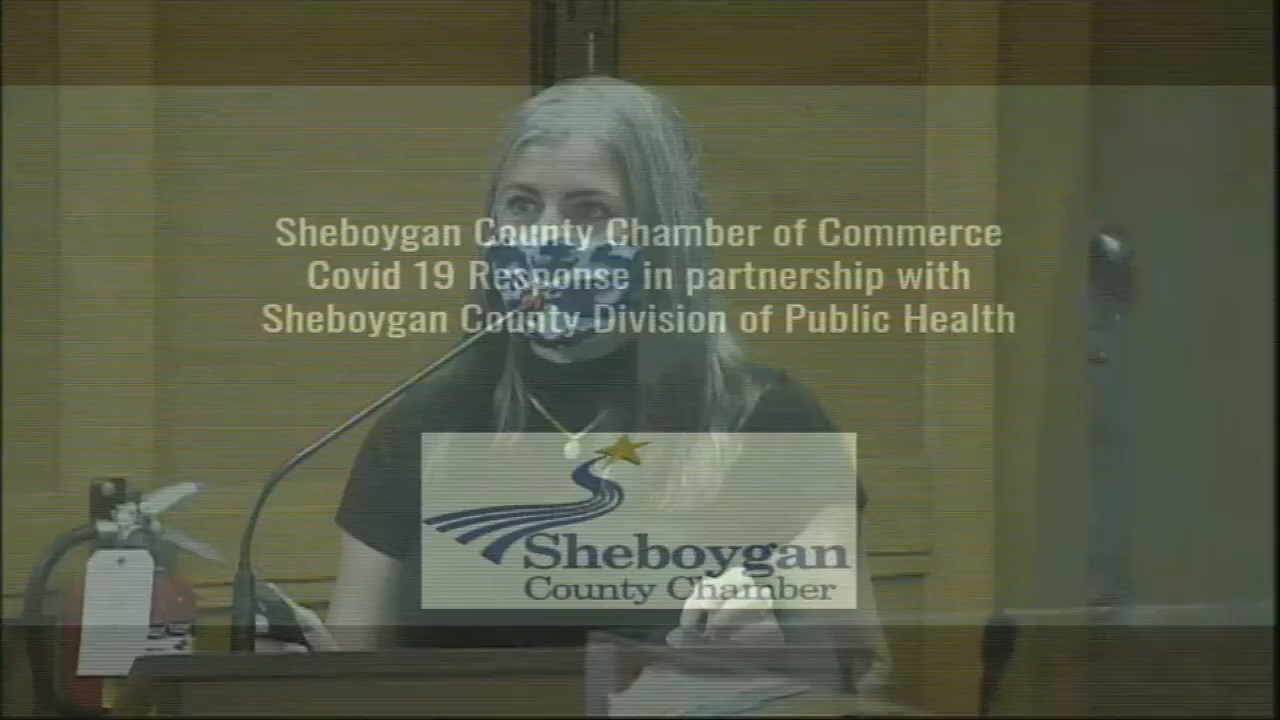 Sheboygan County Chamber of Commerce
Covid 19 Response in partnership with
Sheboygan County Division of Public Health
Sheboygan
County Chamber